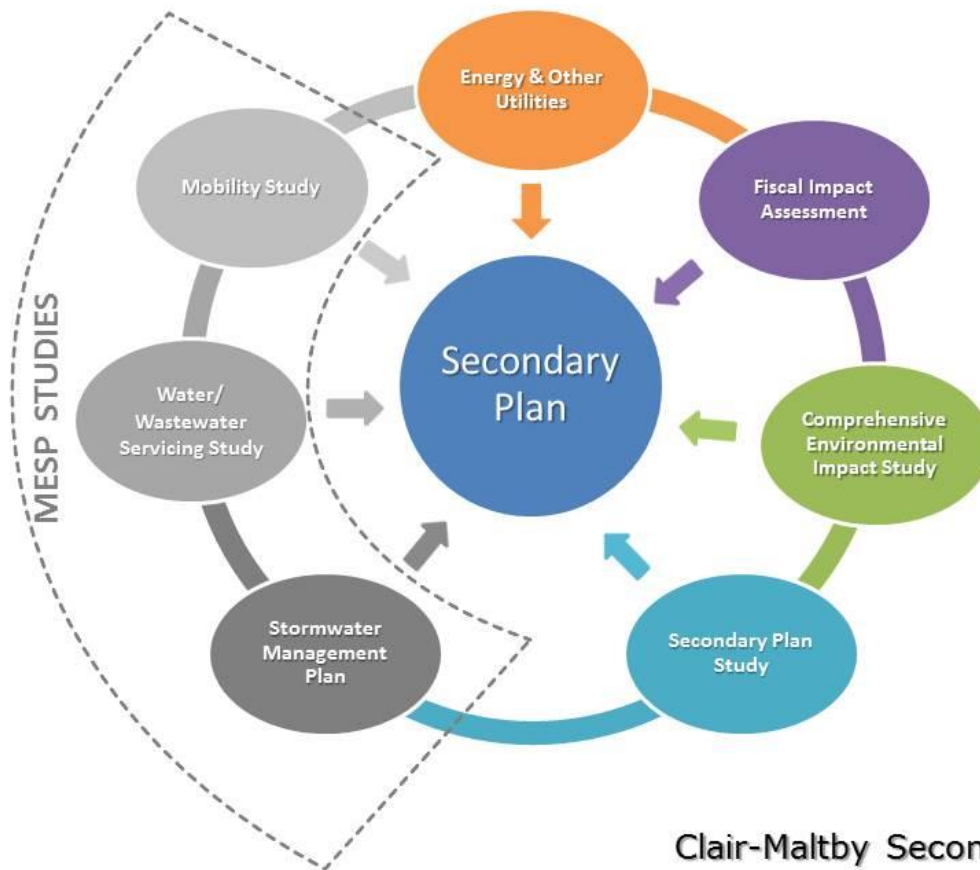 Energy & Other
Utilities
Mobility Study
Fiscal Impact
Assessment
MESP STUDIES
Secondary
Plan
Water/
Wastewater
Servicing Study
Comprehensive
Environmental
Impact Study
Stormwater
Management
Plan
Secondary Plan
Study
Clair-Maltby Secon